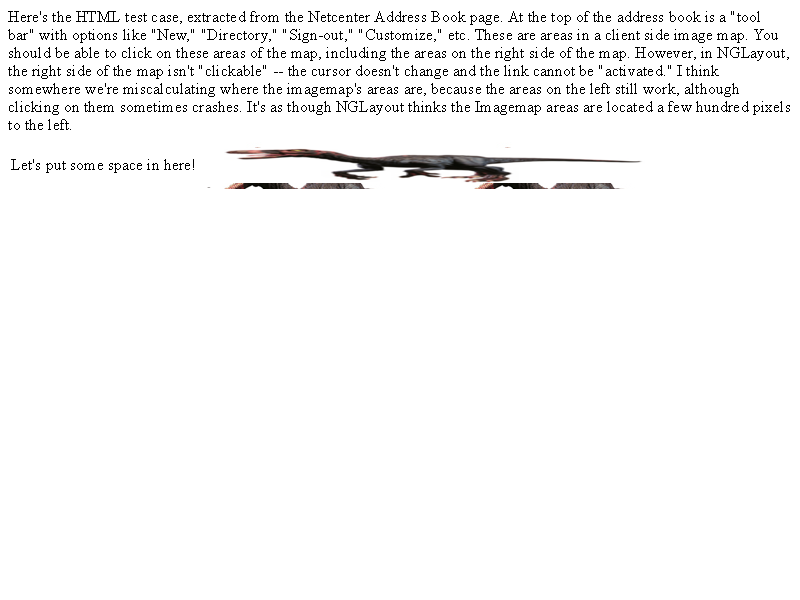 Here's the HTML test case, extracted from the Netcenter Address Book page. At the top of the address book is a "tool
bar" with options like "New," "Directory," "Sign-out," "Customize," etc. These are areas in a client side image map. You
should be able to click on these areas of the map, including the areas on the right side of the map. However, in NGLayout,
the right side of the map isn't "clickable" -- the cursor doesn't change and the link cannot be "activated." I think
somewhere we're miscalculating where the imagemap's areas are, because the areas on the left still work, although
clicking on them sometimes crashes. It's as though NGLayout thinks the Imagemap areas are located a few hundred pixels
to the left.
Let's put some space in here!